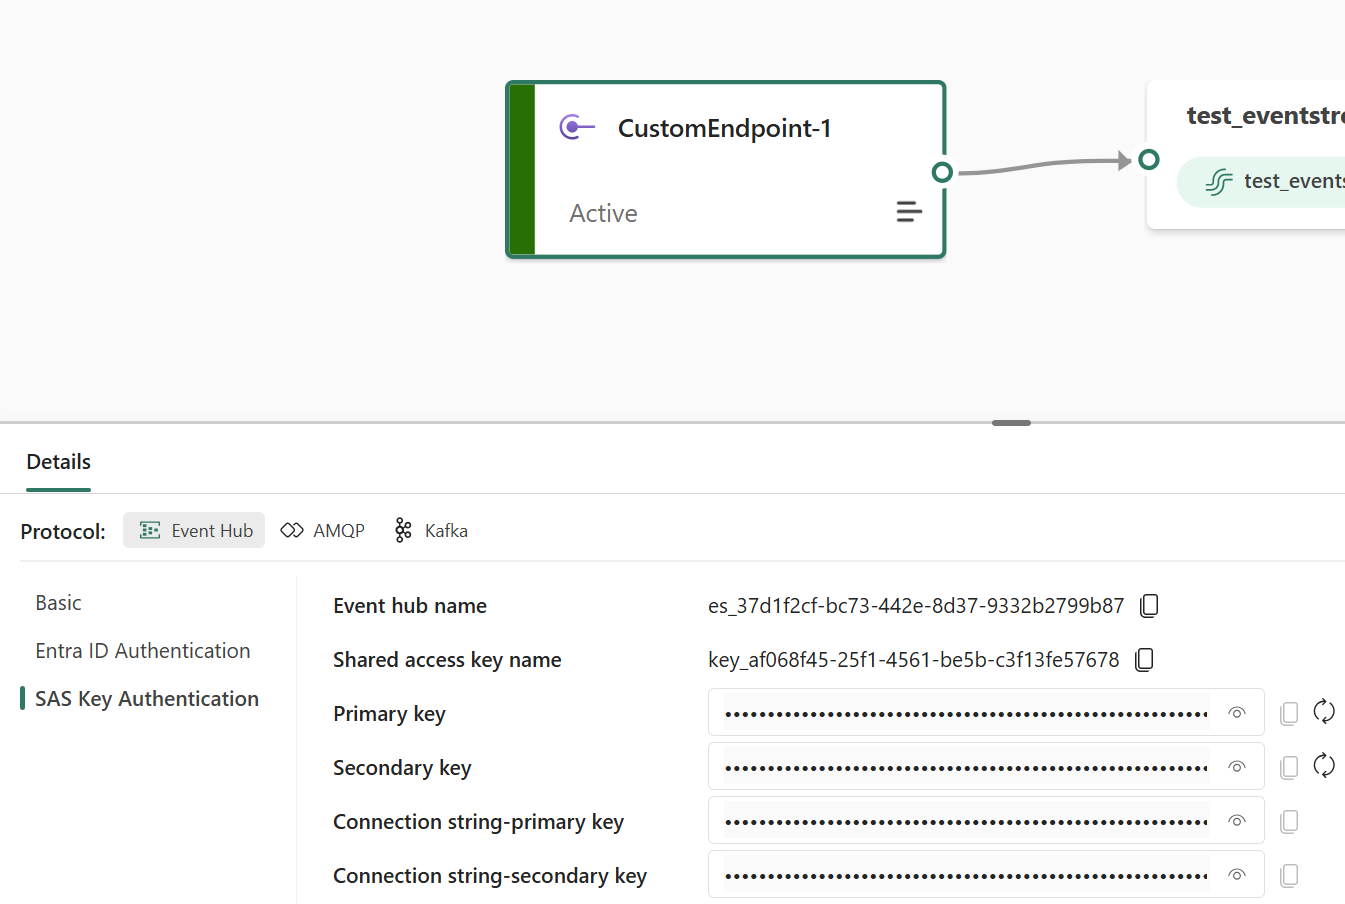 CustomEndpoint-1
Active
test_eventstre
test_events
Details
Protocol: Event Hub AMQP Kafka
Basic
Entra ID Authentication
SAS Key Authentication
Event hub name es_37d1f2cf-bc73-442e-8d37-9332b2799b87
Shared access key name key_af068f45-25f1-4561-be5b-c3f13fe57678
Primary key
Secondary key
Connection string-primary key
Connection string-secondary key